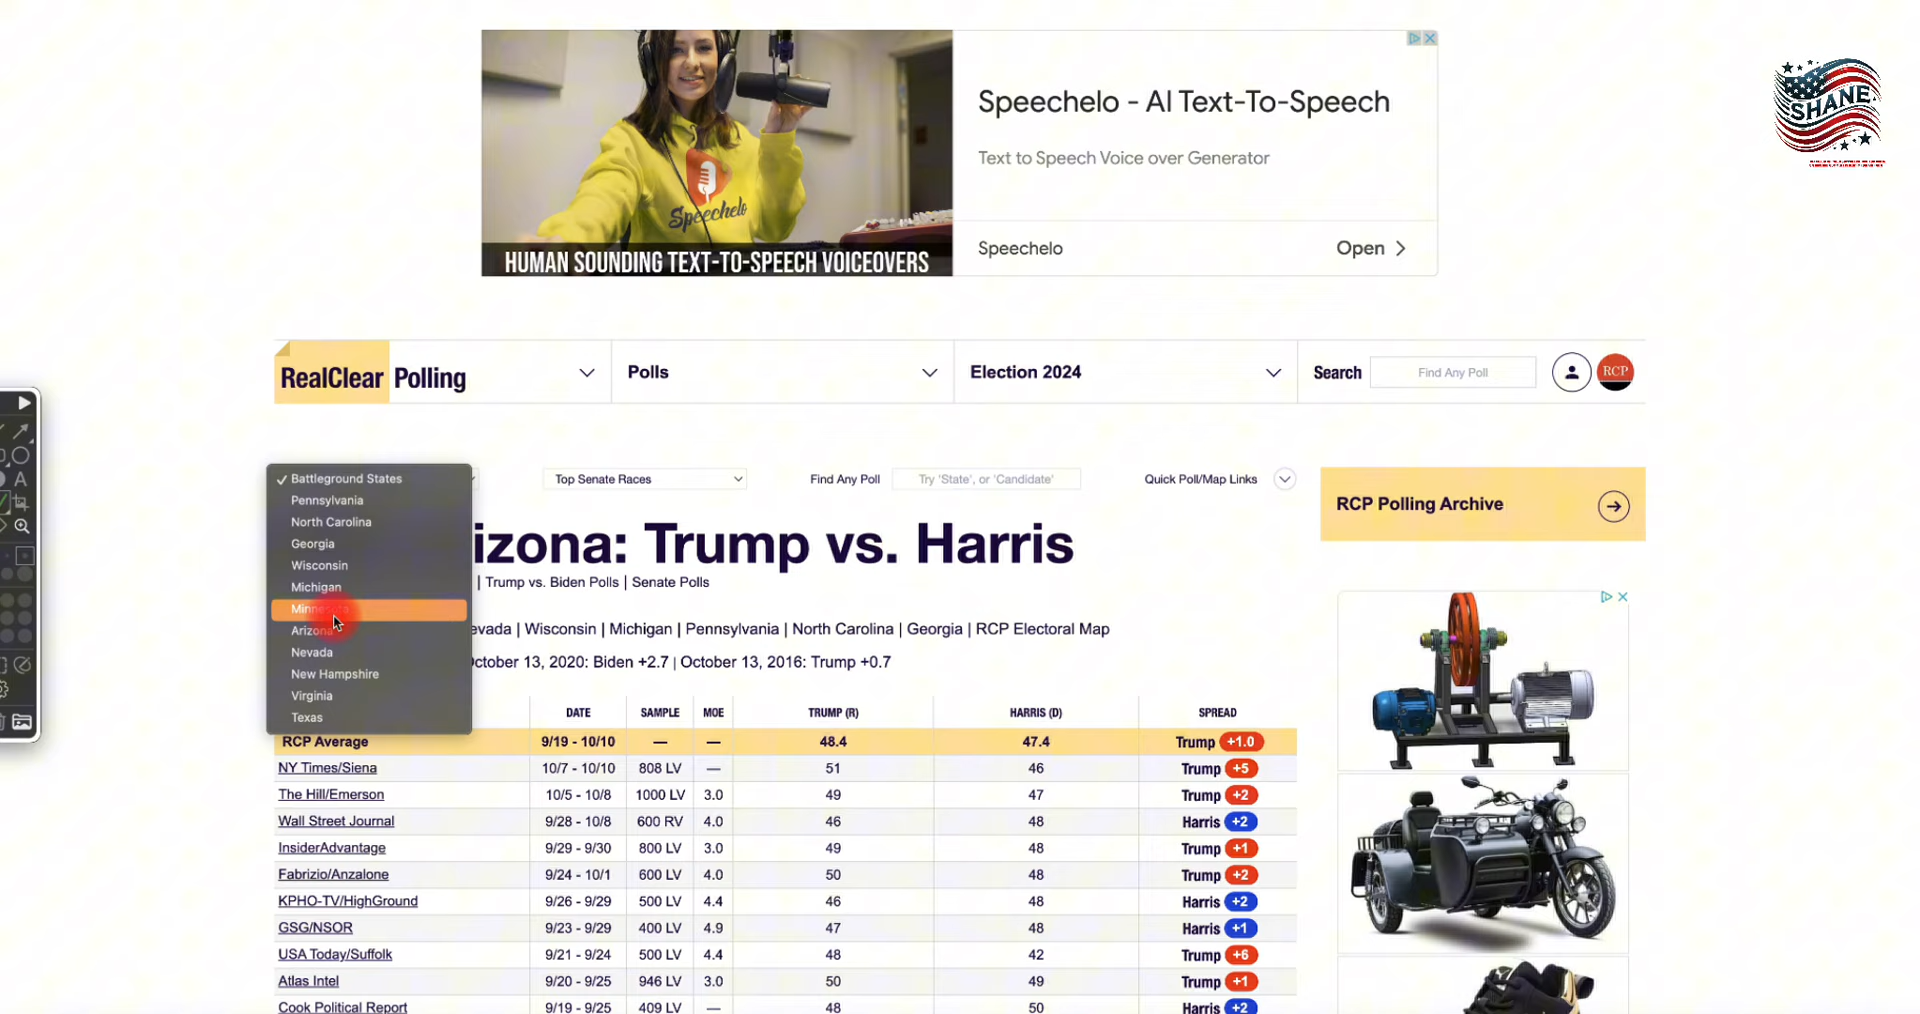 Speechelo - AI Text-To-Speech
Text to Speech Voice over Generator
Speechelo
HUMAN SOUNDING TEXT-TO-SPEECH VOICEOVERS
Speechelo
Open
SHANE
RealClear Polling
Polls
Election 2024
Search
Find Any Poll
RCP
✓ Battleground States
Pennsylvania
North Carolina
Georgia
Wisconsin
Michigan
Minnesota
Arizona
Nevada
New Hampshire
Virginia
Texas
Top Senate Races
Find Any Poll
Try 'State', or 'Candidate'
Quick Poll/Map Links
RCP Polling Archive
izona: Trump vs. Harris
| Trump vs. Biden Polls | Senate Polls
evada | Wisconsin | Michigan | Pennsylvania | North Carolina | Georgia | RCP Electoral Map
October 13, 2020: Biden +2.7 | October 13, 2016: Trump +0.7
DATE SAMPLE MOE TRUMP (R) HARRIS (D) SPREAD
RCP Average 9/19 - 10/10 — — 48.4 47.4 Trump +1.0
NY Times/Siena 10/7 - 10/10 808 LV — 51 46 Trump +5
The Hill/Emerson 10/5 - 10/8 1000 LV 3.0 49 47 Trump +2
Wall Street Journal 9/28 - 10/8 600 RV 4.0 46 48 Harris +2
InsiderAdvantage 9/29 - 9/30 800 LV 3.0 49 48 Trump +1
Fabrizio/Anzalone 9/24 - 10/1 600 LV 4.0 50 48 Trump +2
KPHO-TV/HighGround 9/26 - 9/29 500 LV 4.4 46 48 Harris +2
GSG/NSOR 9/23 - 9/29 400 LV 4.9 47 48 Harris +1
USA Today/Suffolk 9/21 - 9/24 500 LV 4.4 48 42 Trump +6
Atlas Intel 9/20 - 9/25 946 LV 3.0 50 49 Trump +1
Cook Political Report 9/19 - 9/25 409 LV — 48 50 Harris +2